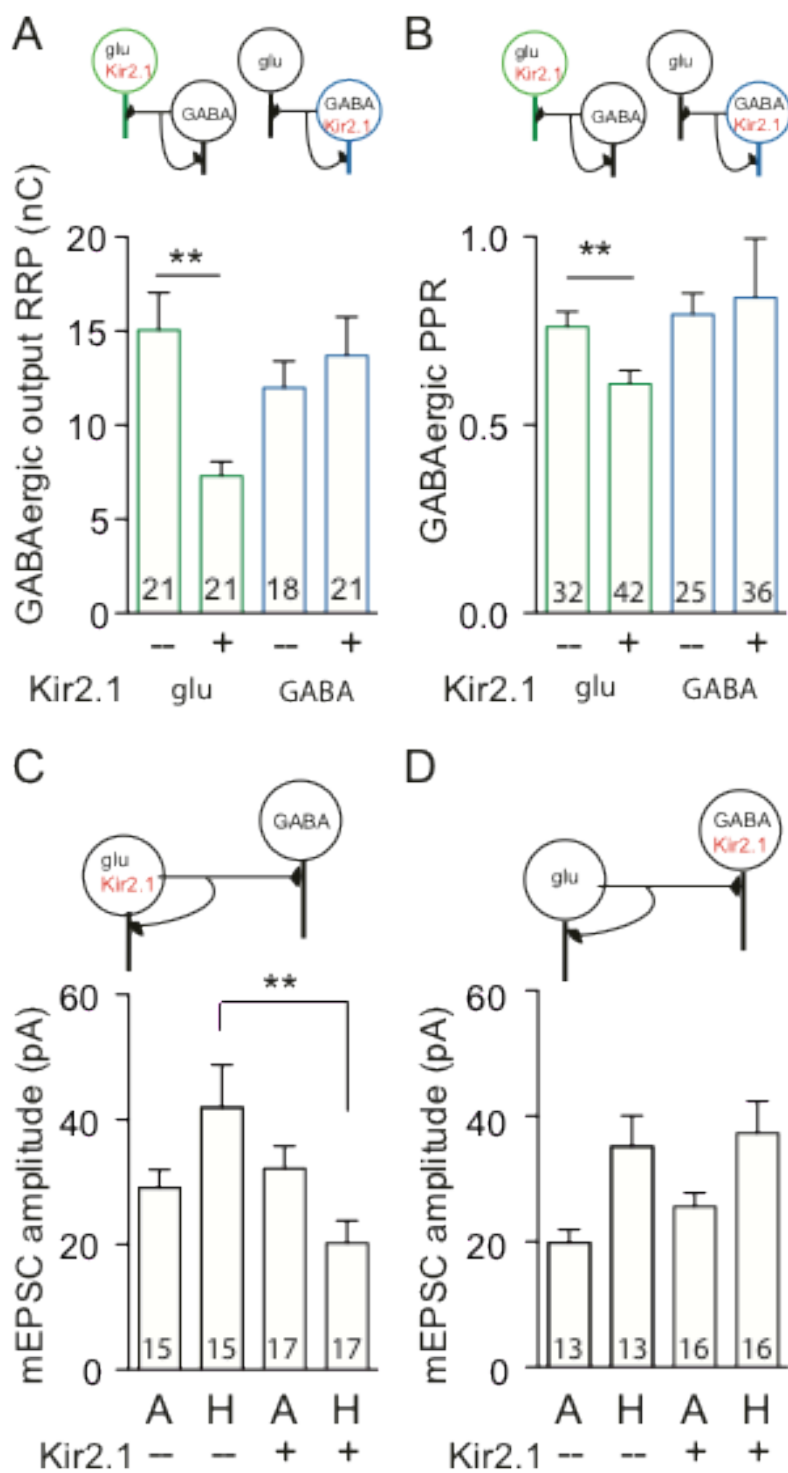 A
B
glu
Kir2.1
GABA
glu
GABA
Kir2.1
glu
Kir2.1
GABA
glu
GABA
Kir2.1
GABAergic output RRP (nC)
20
15
10
5
0
**
21
21
18
21
-- + -- +
Kir2.1 glu GABA
GABAergic PPR
1.0
0.5
0.0
**
32
42
25
36
-- + -- +
Kir2.1 glu GABA
C
D
glu
Kir2.1
GABA
glu
GABA
Kir2.1
mEPSC amplitude (pA)
60
40
20
0
**
15
15
17
17
A H A H
Kir2.1 -- -- + +
mEPSC amplitude (pA)
60
40
20
0
13
13
16
16
A H A H
Kir2.1 -- -- + +